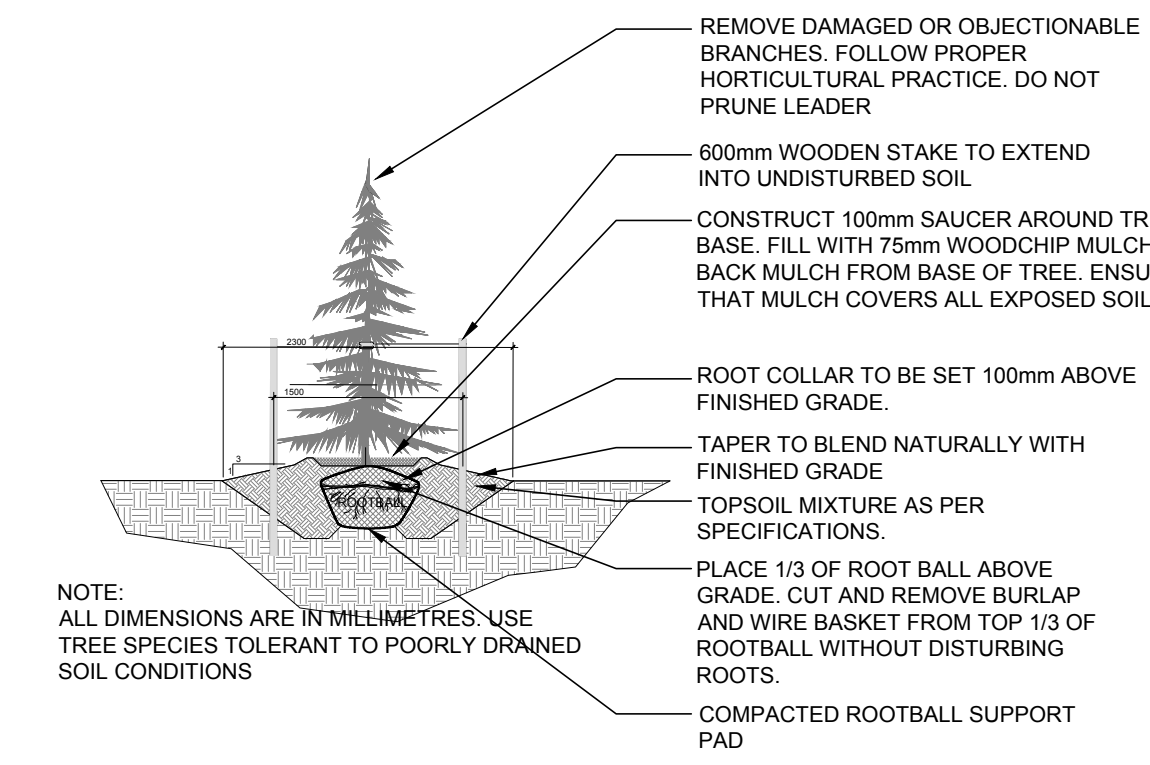 REMOVE DAMAGED OR OBJECTIONABLE
BRANCHES. FOLLOW PROPER
HORTICULTURAL PRACTICE. DO NOT
PRUNE LEADER
600mm WOODEN STAKE TO EXTEND
INTO UNDISTURBED SOIL
CONSTRUCT 100mm SAUCER AROUND TR
BASE. FILL WITH 75mm WOODCHIP MULCH
BACK MULCH FROM BASE OF TREE. ENSU
THAT MULCH COVERS ALL EXPOSED SOIL
2300
1500
ROOT COLLAR TO BE SET 100mm ABOVE
FINISHED GRADE.
3
1
TAPER TO BLEND NATURALLY WITH
FINISHED GRADE
ROOTBALL
TOPSOIL MIXTURE AS PER
SPECIFICATIONS.
PLACE 1/3 OF ROOT BALL ABOVE
GRADE. CUT AND REMOVE BURLAP
AND WIRE BASKET FROM TOP 1/3 OF
ROOTBALL WITHOUT DISTURBING
ROOTS.
NOTE:
ALL DIMENSIONS ARE IN MILLIMETRES. USE
TREE SPECIES TOLERANT TO POORLY DRAINED
SOIL CONDITIONS
COMPACTED ROOTBALL SUPPORT
PAD